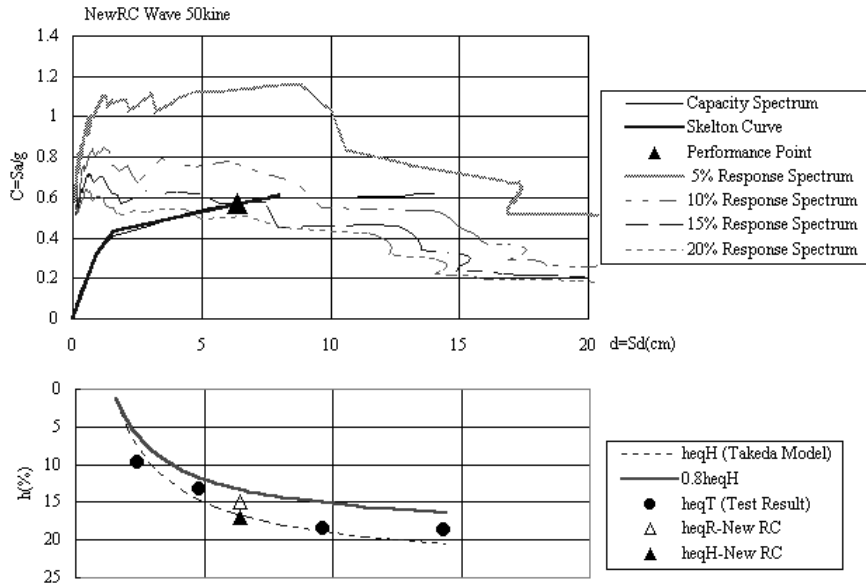 NewRC Wave 50kine
1.4
1.2
1
0.8
0.6
0.4
0.2
0
C=Sa/g
0 5 10 15 20
d=Sd(cm)
Capacity Spectrum
Skelton Curve
Performance Point
5% Response Spectrum
10% Response Spectrum
15% Response Spectrum
20% Response Spectrum
0
5
10
15
20
25
h(%)
heqH (Takeda Model)
0.8heqH
heqT (Test Result)
heqR-New RC
heqH-New RC